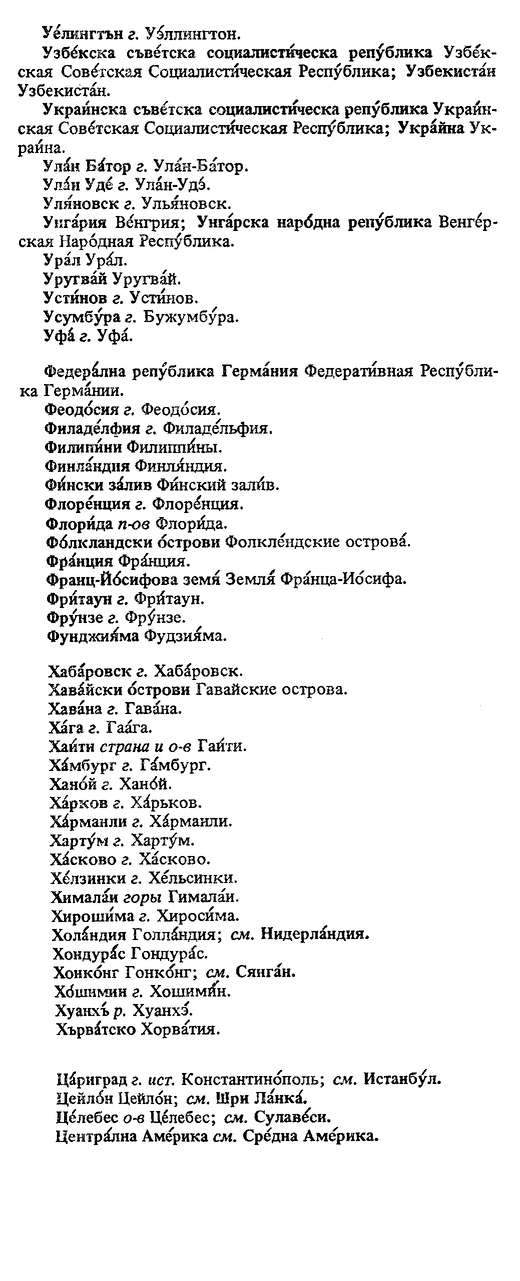 Уе́лингтън г. Уэ́ллингтон.
Узбе́кска съве́тска социалисти́ческа репу́блика Узбе́к-
ская Сове́тская Социалисти́ческая Респу́блика; Узбекиста́н
Узбекиста́н.
Украи́нска съве́тска социалисти́ческа репу́блика Украи́н-
ская Сове́тская Социалисти́ческая Респу́блика; Укра́йна Ук-
раи́на.
Ула́н Ба́тор г. Ула́н-Ба́тор.
Ула́н Уде́ г. Ула́н-Удэ́.
Уля́новск г. Улья́новск.
Унга́рия Ве́нгрия; Унга́рска наро́дна репу́блика Венге́р-
ская Наро́дная Респу́блика.
Ура́л Ура́л.
Уругва́й Уругва́й.
Усти́нов г. Усти́нов.
Усумбу́ра г. Бужумбу́ра.
Уфа́ г. Уфа́.
Федера́лна репу́блика Герма́ния Федерати́вная Респу́бли-
ка Герма́нии.
Феодо́сия г. Феодо́сия.
Филаде́лфия г. Филаде́льфия.
Филипи́ни Филиппи́ны.
Финла́ндия Финля́ндия.
Фи́нски за́лив Фи́нский зали́в.
Флоре́нция г. Флоре́нция.
Флори́да п-ов Флори́да.
Фо́лкландски о́строви Фолкле́ндские острова́.
Фра́нция Фра́нция.
Франц-Йо́сифова земя́ Земля́ Фра́нца-Ио́сифа.
Фри́таун г. Фри́таун.
Фру́нзе г. Фру́нзе.
Фунджия́ма Фудзия́ма.
Хаба́ровск г. Хаба́ровск.
Хава́йски о́строви Гава́йские острова.
Хава́на г. Гава́на.
Ха́га г. Гаа́га.
Хаи́ти страна и о-в Гаи́ти.
Ха́мбург г. Га́мбург.
Хано́й г. Хано́й.
Ха́рков г. Ха́рьков.
Ха́рманли г. Ха́рманли.
Харту́м г. Харту́м.
Ха́сково г. Ха́сково.
Хе́лзинки г. Хе́льсинки.
Химала́и горы Гимала́и.
Хироши́ма г. Хироси́ма.
Хола́ндия Голла́ндия; см. Нидерла́ндия.
Хондура́с Гондура́с.
Хонко́нг Гонко́нг; см. Сянга́н.
Хо́шимин г. Хошими́н.
Хуанхъ́ р. Хуанхэ́.
Хърва́тско Хорва́тия.
Ца́риград г. ист. Константино́поль; см. Истанбу́л.
Цейло́н Цейло́н; см. Шри Ла́нка́.
Це́лебес о-в Це́лебес; см. Сулаве́си.
Центра́лна Аме́рика см. Сре́дна Аме́рика.